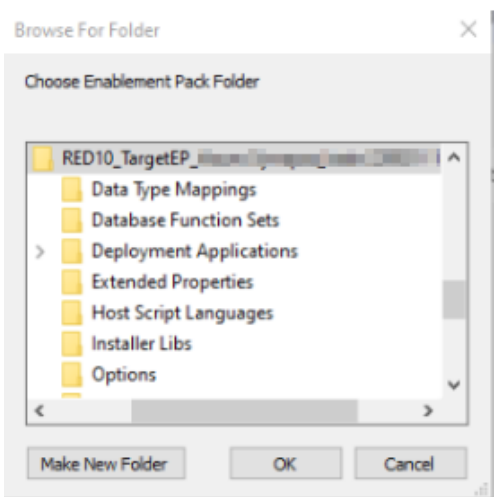 Browse For Folder
Choose Enablement Pack Folder
RED10_TargetEP_
Data Type Mappings
Database Function Sets
Deployment Applications
Extended Properties
Host Script Languages
Installer Libs
Options
Make New Folder
OK
Cancel